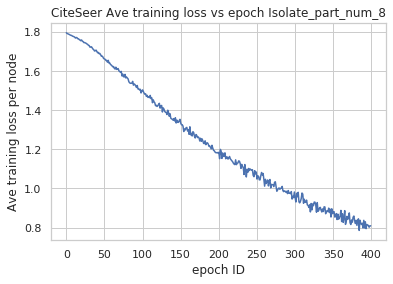 CiteSeer Ave training loss vs epoch Isolate_part_num_8
Ave training loss per node
1.8
1.6
1.4
1.2
1.0
0.8
0 50 100 150 200 250 300 350 400
epoch ID